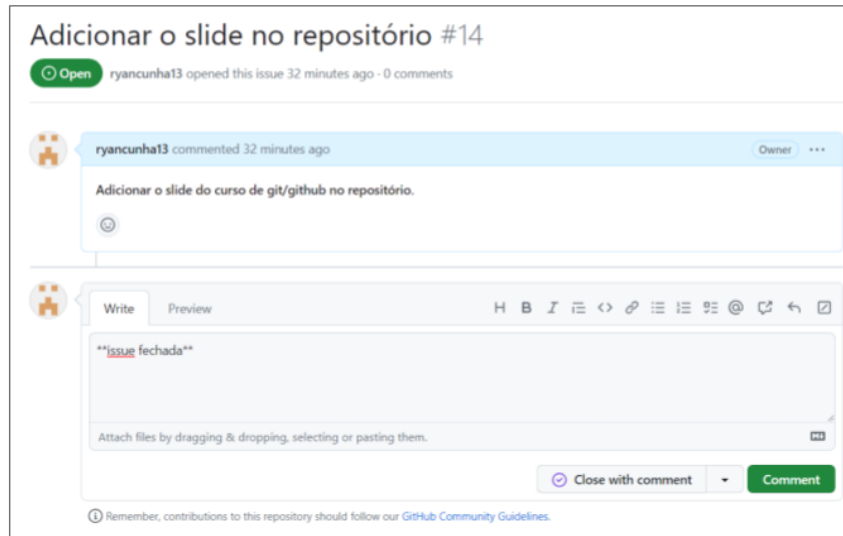 Adicionar o slide no repositório #14
Open ryancunha13 opened this issue 32 minutes ago · 0 comments
ryancunha13 commented 32 minutes ago Owner ...
Adicionar o slide do curso de git/github no repositório.
Write Preview H B I <> @
**issue fechada**
Attach files by dragging & dropping, selecting or pasting them.
Close with comment Comment
Remember, contributions to this repository should follow our GitHub Community Guidelines.